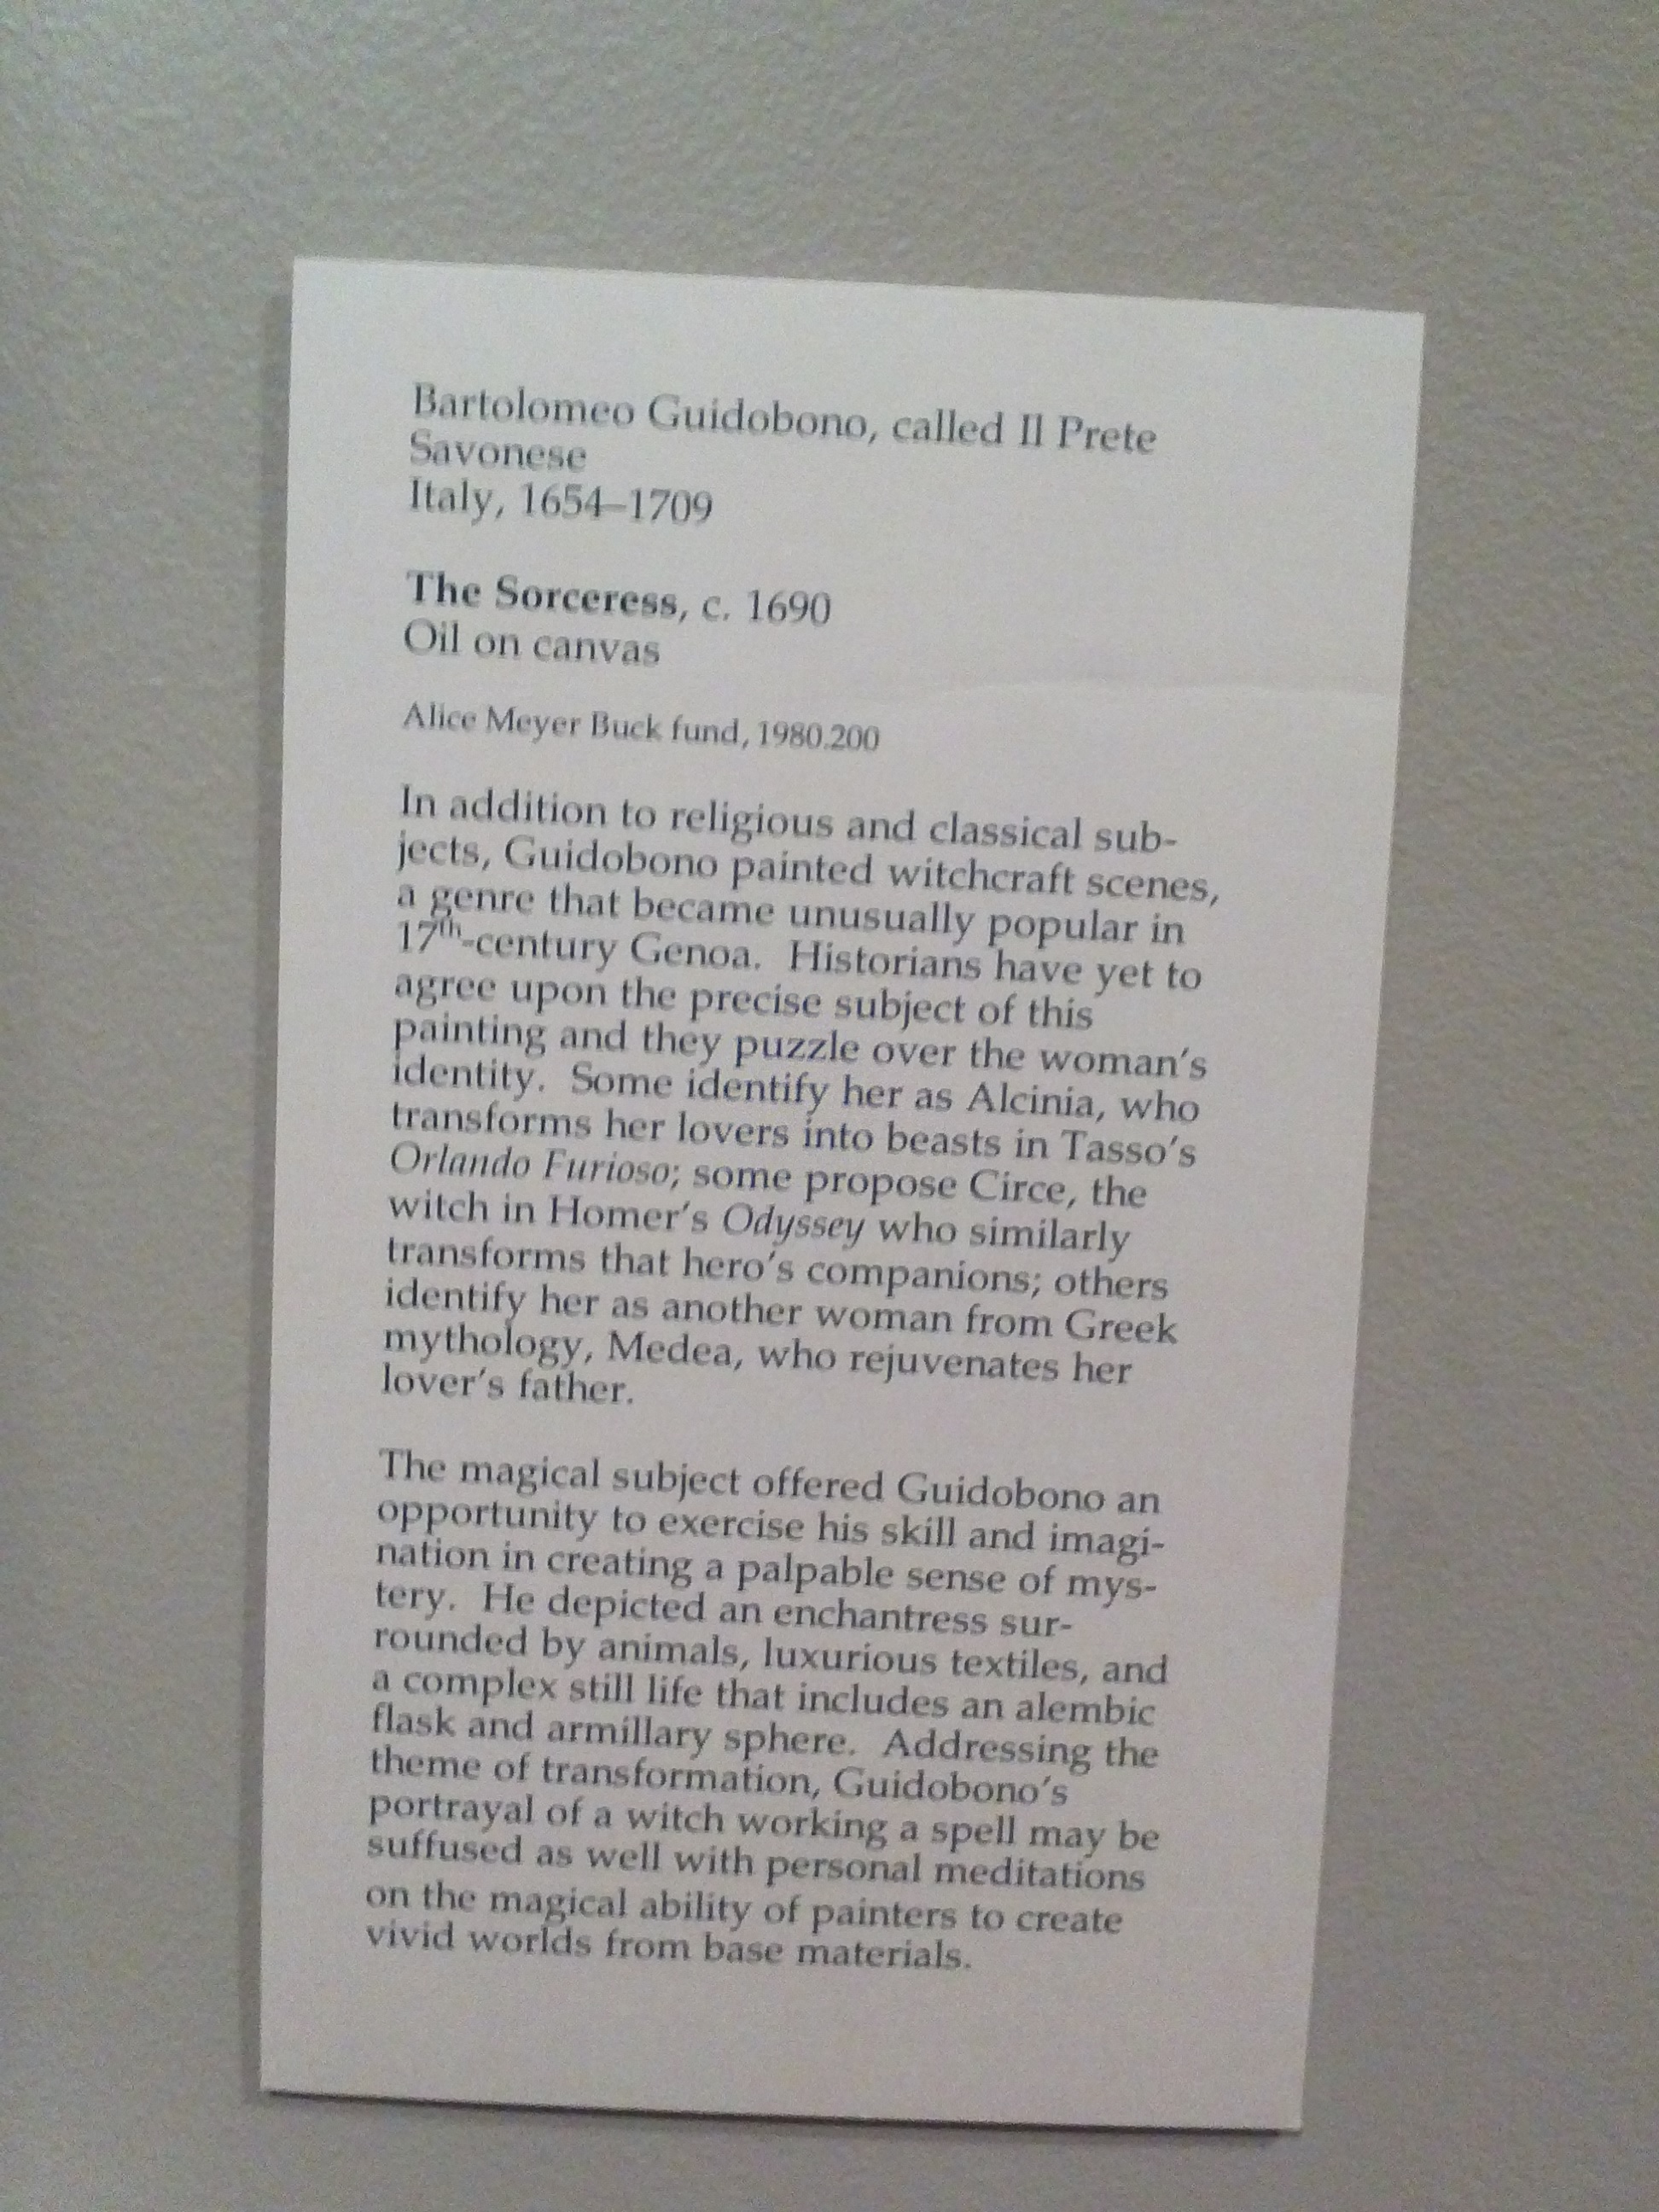 Bartolomeo Guidobono, called Il Prete
Savonese
Italy, 1654–1709
The Sorceress, c. 1690
Oil on canvas
Alice Meyer Buck fund, 1980.200
In addition to religious and classical sub-
jects, Guidobono painted witchcraft scenes,
a genre that became unusually popular in
17th-century Genoa.  Historians have yet to
agree upon the precise subject of this
painting and they puzzle over the woman's
identity.  Some identify her as Alcinia, who
transforms her lovers into beasts in Tasso's
Orlando Furioso; some propose Circe, the
witch in Homer's Odyssey who similarly
transforms that hero's companions; others
identify her as another woman from Greek
mythology, Medea, who rejuvenates her
lover's father.
The magical subject offered Guidobono an
opportunity to exercise his skill and imagi-
nation in creating a palpable sense of mys-
tery.  He depicted an enchantress sur-
rounded by animals, luxurious textiles, and
a complex still life that includes an alembic
flask and armillary sphere.  Addressing the
theme of transformation, Guidobono's
portrayal of a witch working a spell may be
suffused as well with personal meditations
on the magical ability of painters to create
vivid worlds from base materials.